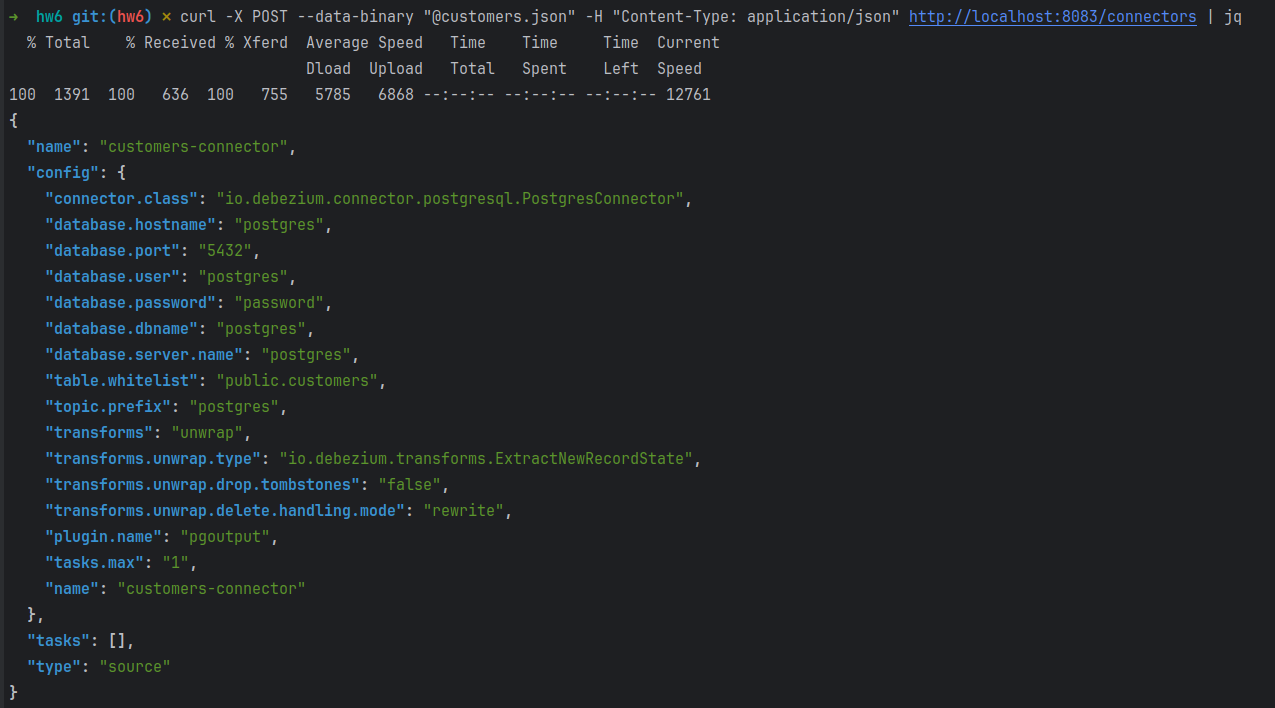 → hw6 git:(hw6) × curl -X POST --data-binary "@customers.json" -H "Content-Type: application/json" http://localhost:8083/connectors | jq
  % Total    % Received % Xferd  Average Speed   Time    Time     Time  Current
                                 Dload  Upload   Total   Spent    Left  Speed
100  1391  100   636  100   755   5785   6868 --:--:-- --:--:-- --:--:-- 12761
{
  "name": "customers-connector",
  "config": {
    "connector.class": "io.debezium.connector.postgresql.PostgresConnector",
    "database.hostname": "postgres",
    "database.port": "5432",
    "database.user": "postgres",
    "database.password": "password",
    "database.dbname": "postgres",
    "database.server.name": "postgres",
    "table.whitelist": "public.customers",
    "topic.prefix": "postgres",
    "transforms": "unwrap",
    "transforms.unwrap.type": "io.debezium.transforms.ExtractNewRecordState",
    "transforms.unwrap.drop.tombstones": "false",
    "transforms.unwrap.delete.handling.mode": "rewrite",
    "plugin.name": "pgoutput",
    "tasks.max": "1",
    "name": "customers-connector"
  },
  "tasks": [],
  "type": "source"
}